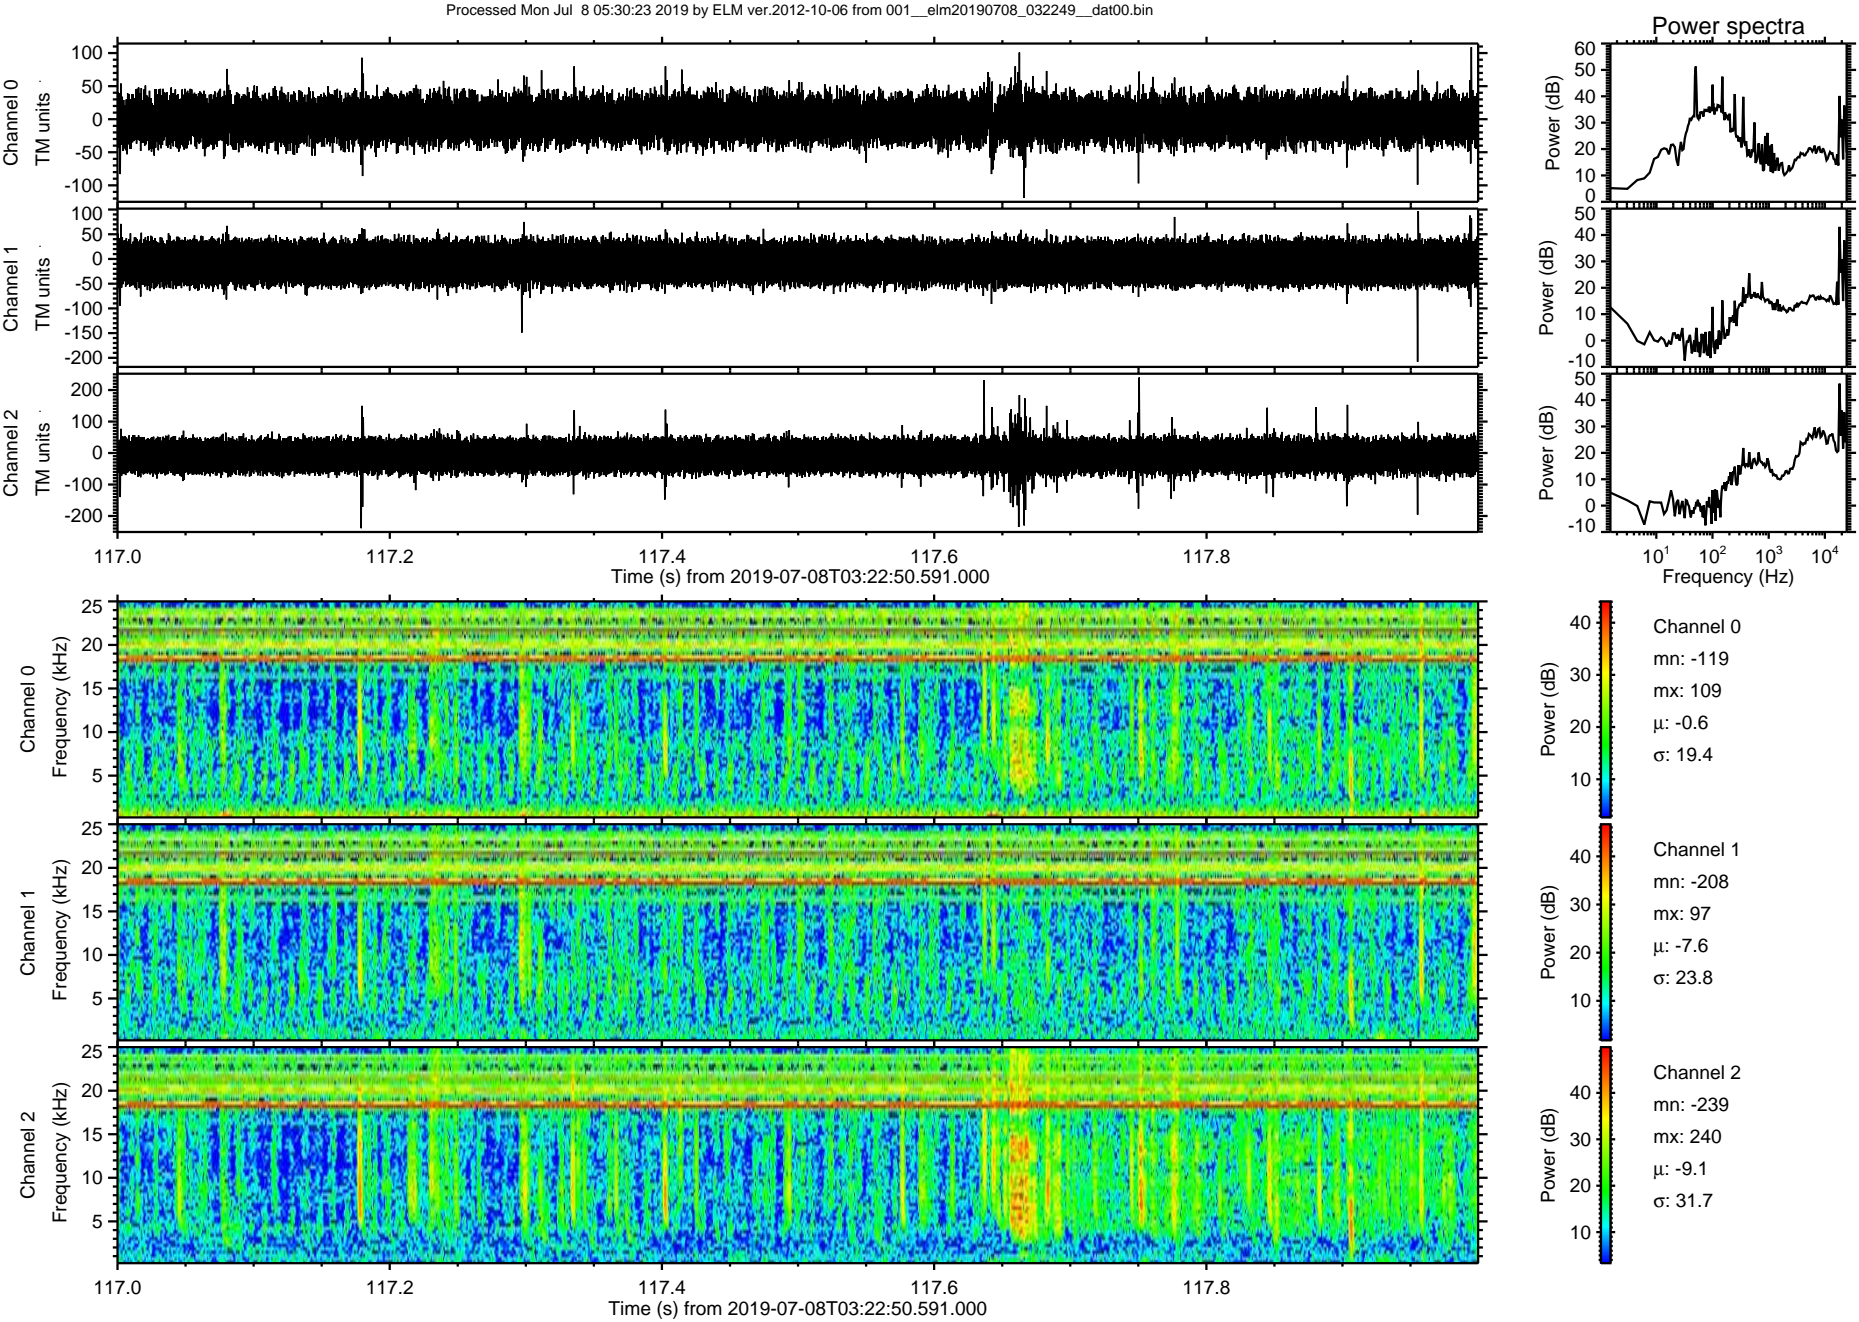 Processed Mon Jul  8 05:30:23 2019 by ELM ver.2012-10-06 from 001__elm20190708_032249__dat00.bin
Power spectra
Channel 0
TM units
100
50
0
-50
-100
Power (dB)
60
50
40
30
20
10
0
Channel 1
TM units
100
50
0
-50
-100
-150
-200
Power (dB)
50
40
30
20
10
0
-10
Channel 2
TM units
200
100
0
-100
-200
Power (dB)
50
40
30
20
10
0
-10
117.0 117.2 117.4 117.6 117.8
Time (s) from 2019-07-08T03:22:50.591.000
10¹ 10² 10³ 10⁴
Frequency (Hz)
Channel 0
Frequency (kHz)
25
20
15
10
5
Power (dB)
40
30
20
10
Channel 0
mn: -119
mx: 109
μ: -0.6
σ: 19.4
Channel 1
Frequency (kHz)
25
20
15
10
5
Power (dB)
40
30
20
10
Channel 1
mn: -208
mx: 97
μ: -7.6
σ: 23.8
Channel 2
Frequency (kHz)
25
20
15
10
5
Power (dB)
40
30
20
10
Channel 2
mn: -239
mx: 240
μ: -9.1
σ: 31.7
117.0 117.2 117.4 117.6 117.8
Time (s) from 2019-07-08T03:22:50.591.000